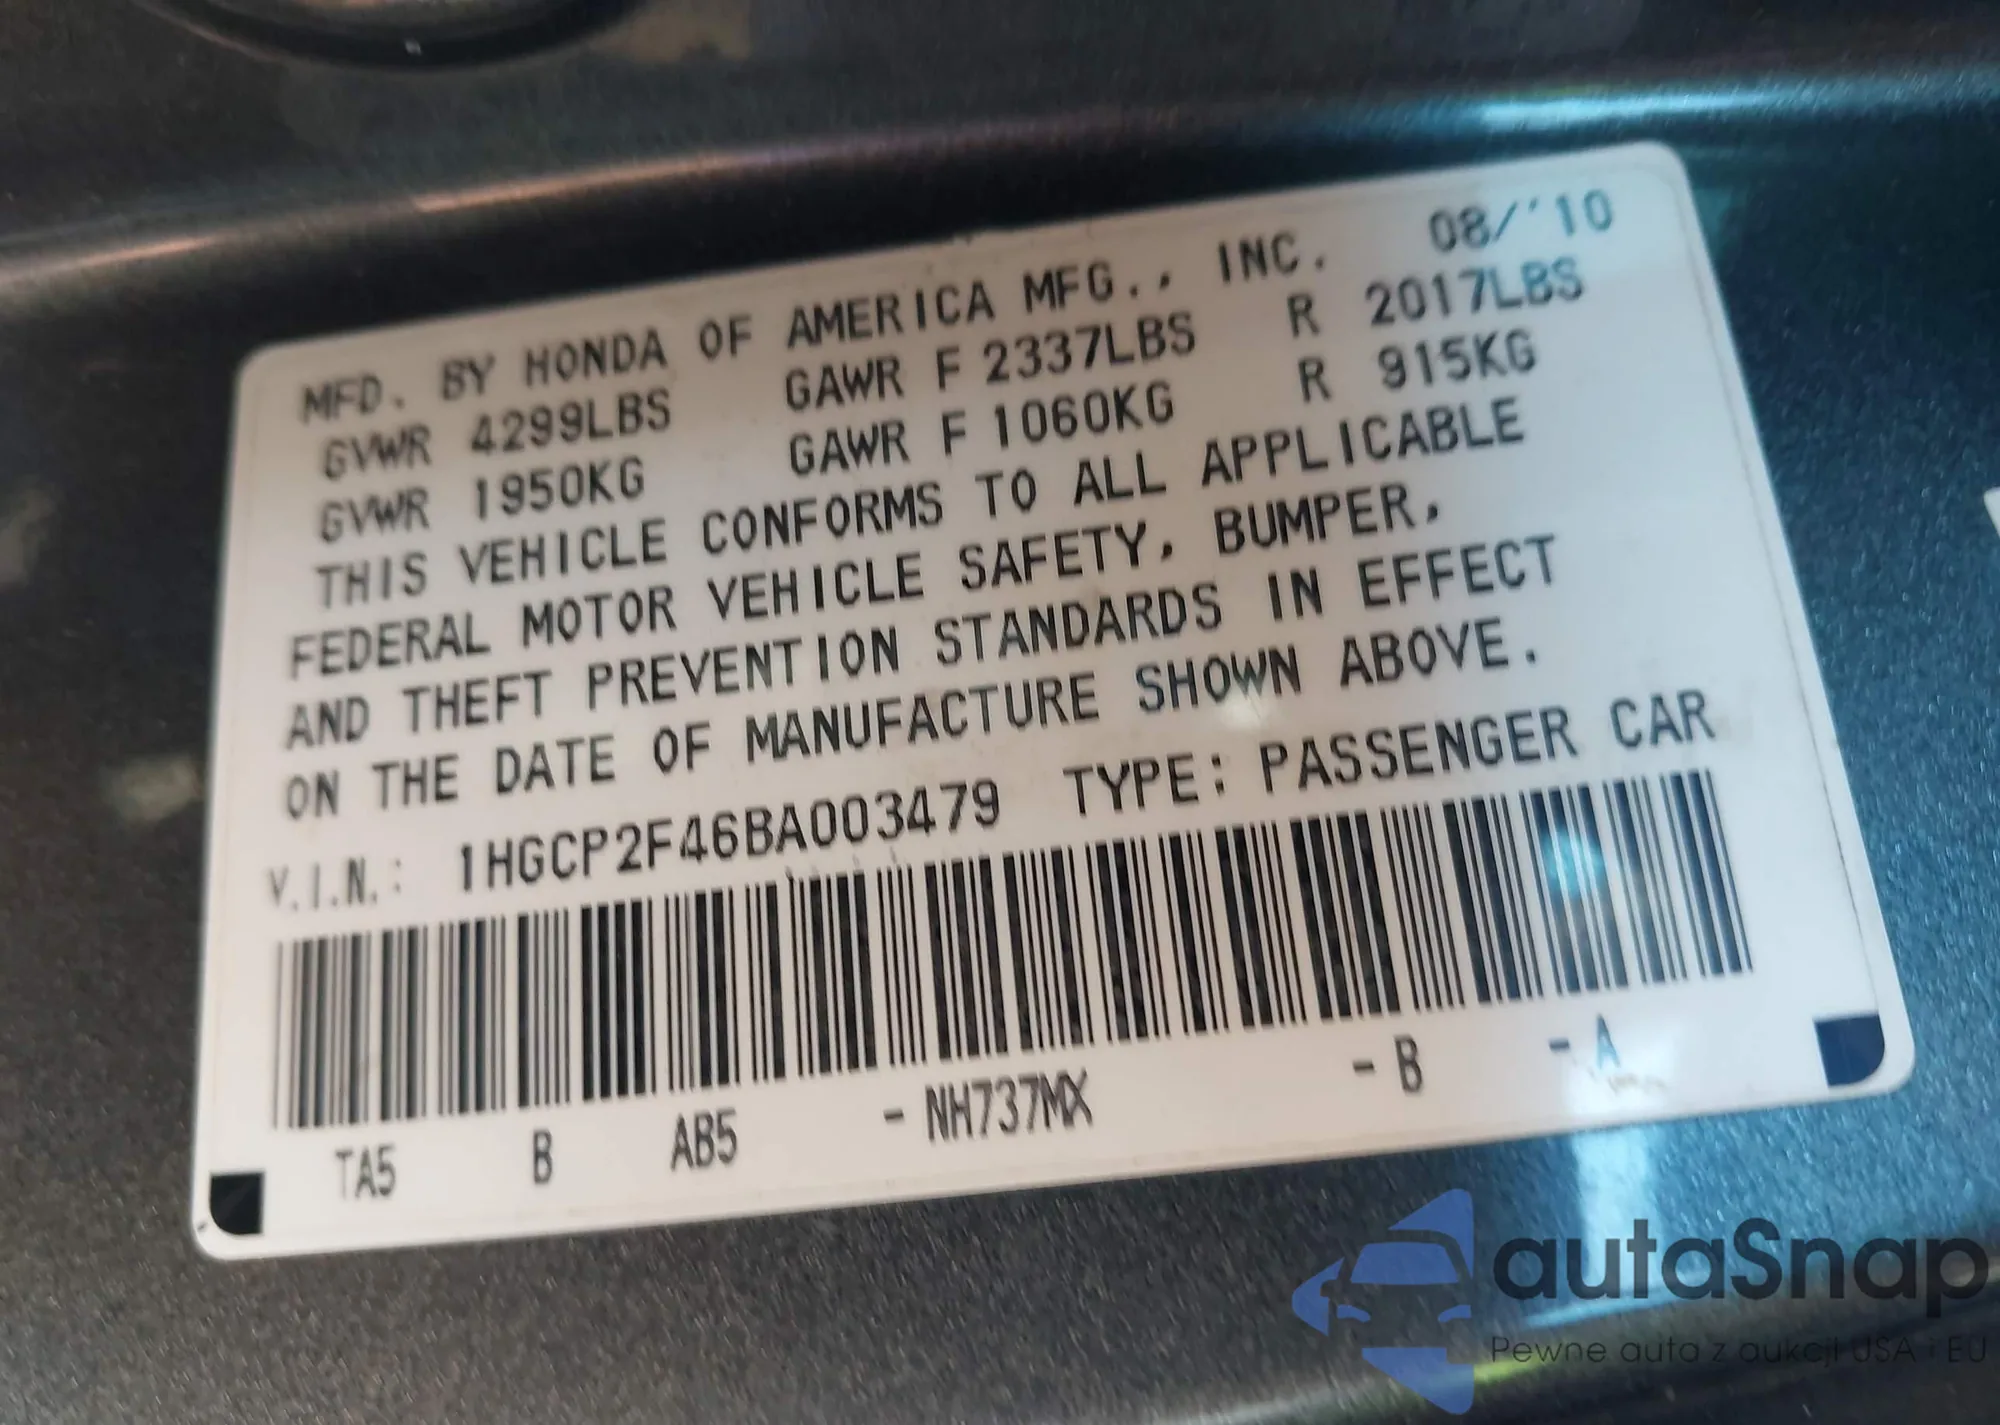 MFD. BY HONDA OF AMERICA MFG., INC. 08/'10
GVWR 4299LBS GAWR F 2337LBS R 2017LBS
GVWR 1950KG GAWR F 1060KG R 915KG
THIS VEHICLE CONFORMS TO ALL APPLICABLE
FEDERAL MOTOR VEHICLE SAFETY, BUMPER,
AND THEFT PREVENTION STANDARDS IN EFFECT
ON THE DATE OF MANUFACTURE SHOWN ABOVE.
V.I.N.: 1HGCP2F46BA003479 TYPE: PASSENGER CAR
TA5 B AB5 - NH737MX - B - A
autaSnap
Pewne auta z aukcji USA i EU